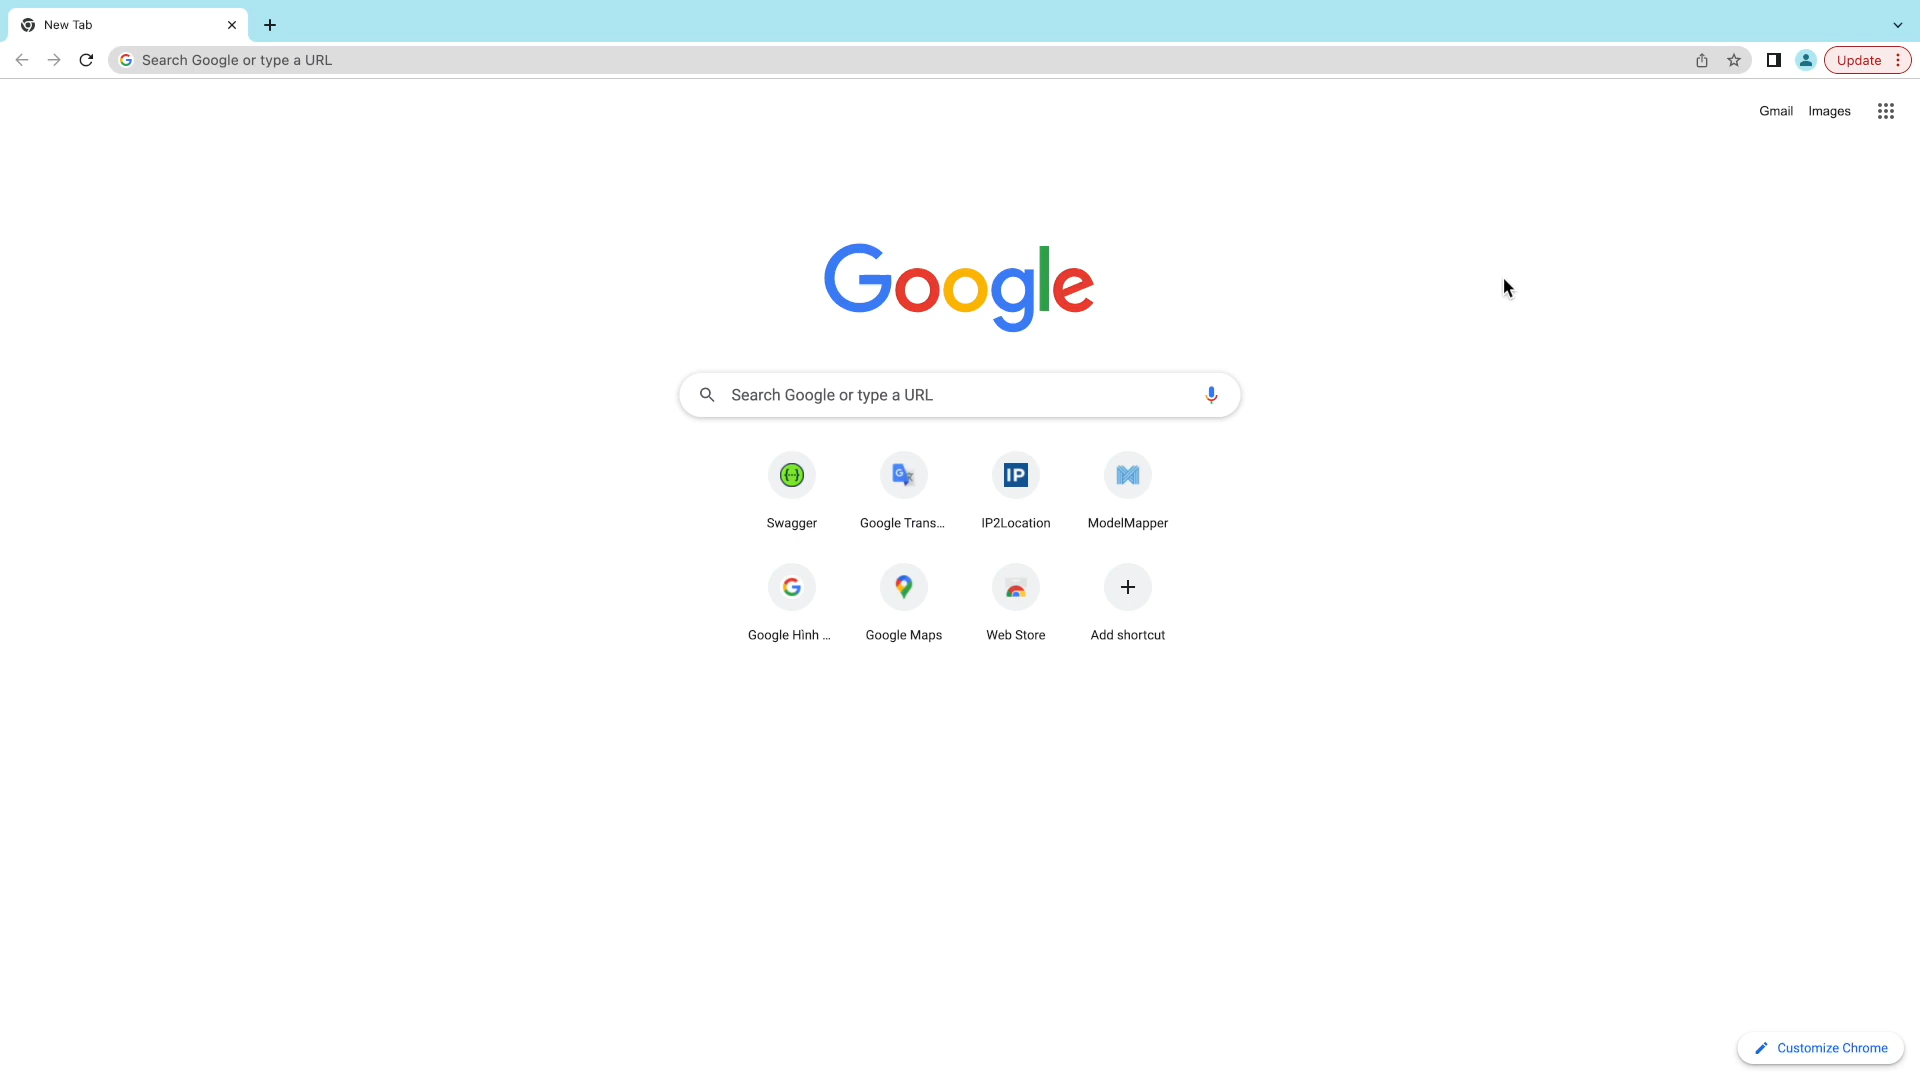 New Tab
Search Google or type a URL
Update
Gmail Images
Google
Search Google or type a URL
Swagger Google Trans... IP2Location ModelMapper
Google Hình ... Google Maps Web Store Add shortcut
Customize Chrome